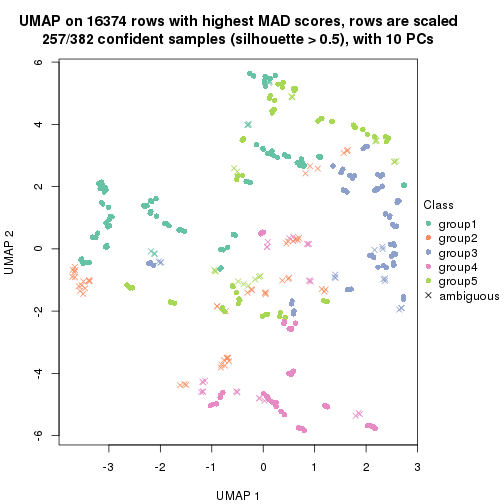 UMAP on 16374 rows with highest MAD scores, rows are scaled
257/382 confident samples (silhouette > 0.5), with 10 PCs
6
4
2
0
-2
-4
-6
UMAP 2
-3
-2
-1
0
1
2
3
UMAP 1
Class
group1
group2
group3
group4
group5
ambiguous